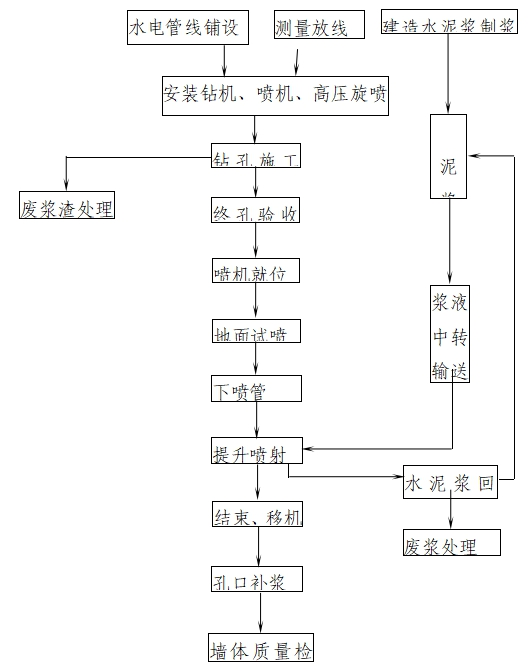 水电管线铺设
测量放线
建造水泥浆制浆
安装钻机、喷机、高压旋喷
钻孔施工
泥
浆
废浆渣处理
终孔验收
喷机就位
浆液
中转
输送
地面试喷
下喷管
提升喷射
水泥浆回
结束、移机
废浆处理
孔口补浆
墙体质量检